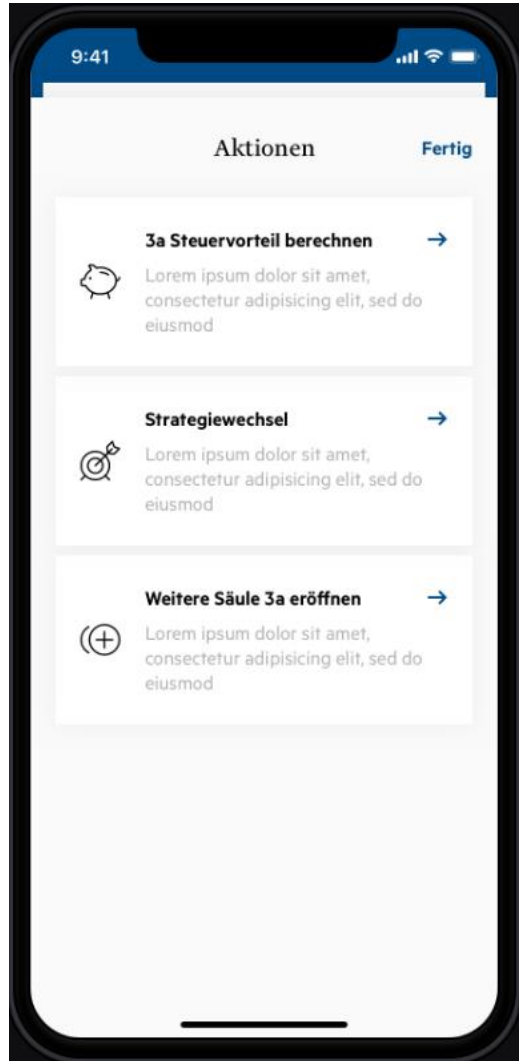 9:41
Aktionen
Fertig
3a Steuervorteil berechnen
Lorem ipsum dolor sit amet,
consectetur adipisicing elit, sed do
eiusmod
Strategiewechsel
Lorem ipsum dolor sit amet,
consectetur adipisicing elit, sed do
eiusmod
Weitere Säule 3a eröffnen
Lorem ipsum dolor sit amet,
consectetur adipisicing elit, sed do
eiusmod